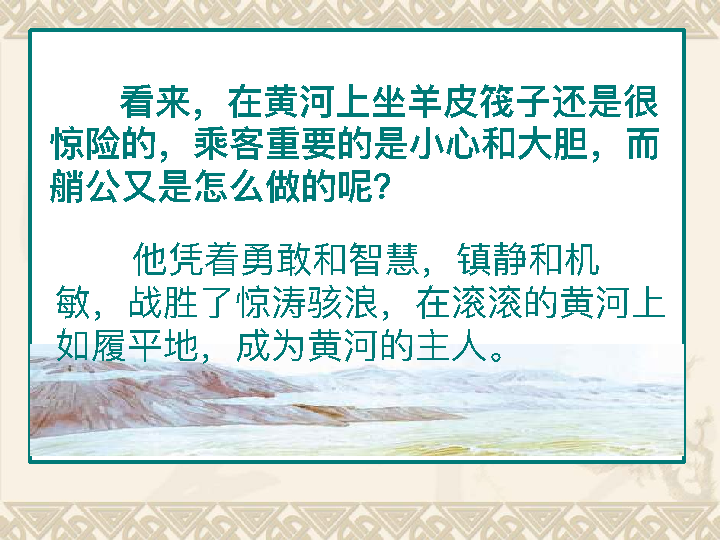 看来，在黄河上坐羊皮筏子还是很
惊险的，乘客重要的是小心和大胆，而
艄公又是怎么做的呢？
他凭着勇敢和智慧，镇静和机
敏，战胜了惊涛骇浪，在滚滚的黄河上
如履平地，成为黄河的主人。